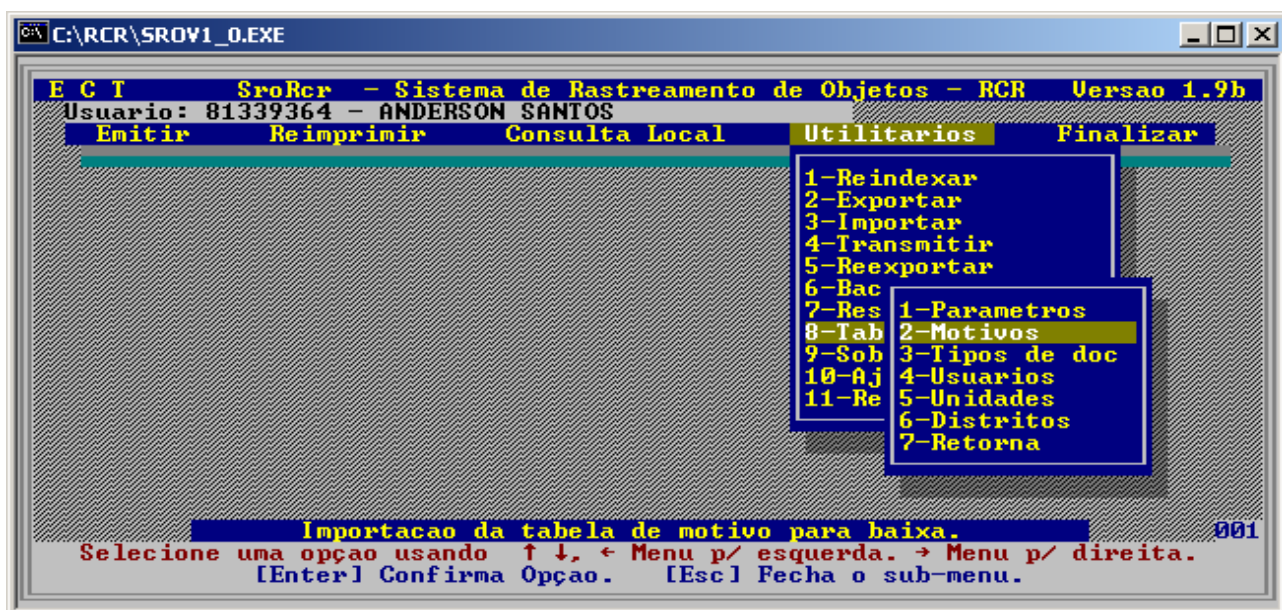 C:\RCR\SROV1_0.EXE
E C T SroRcr - Sistema de Rastreamento de Objetos - RCR Versao 1.9b
Usuario: 81339364 - ANDERSON SANTOS
Emitir Reimprimir Consulta Local Utilitarios Finalizar
1-Reindexar
2-Exportar
3-Importar
4-Transmitir
5-Reexportar
6-Bac
7-Res 1-Parametros
8-Tab 2-Motivos
9-Sob 3-Tipos de doc
10-Aj 4-Usuarios
11-Re 5-Unidades
6-Distritos
7-Retorna
Importacao da tabela de motivo para baixa. 001
Selecione uma opçao usando ↑ ↓, ← Menu p/ esquerda. → Menu p/ direita.
[Enter] Confirma Opçao. [Esc] Fecha o sub-menu.